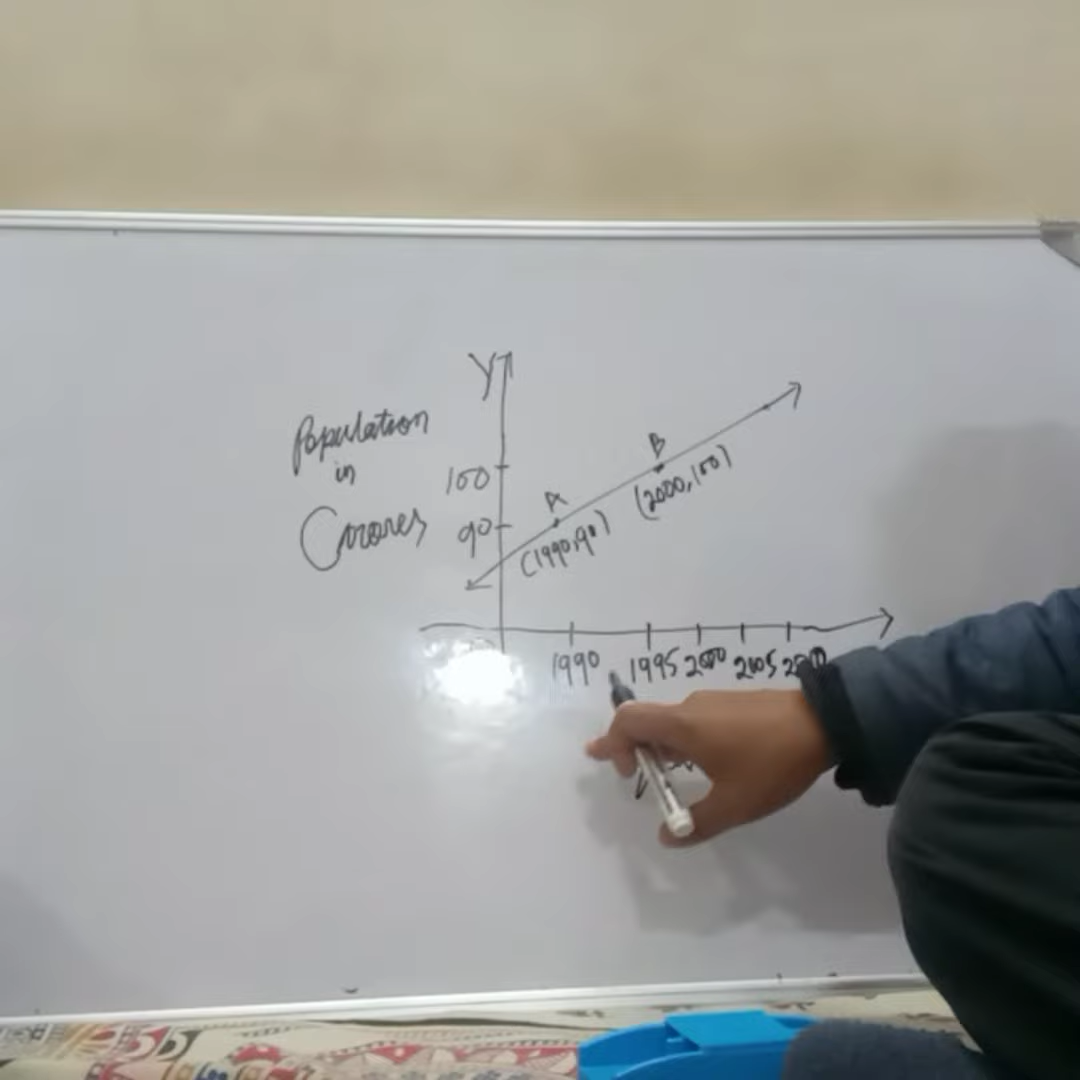 Y
Population
in
Crores
100
90
A
(1990,90)
B
(2000,100)
1990 1995 2000 2005